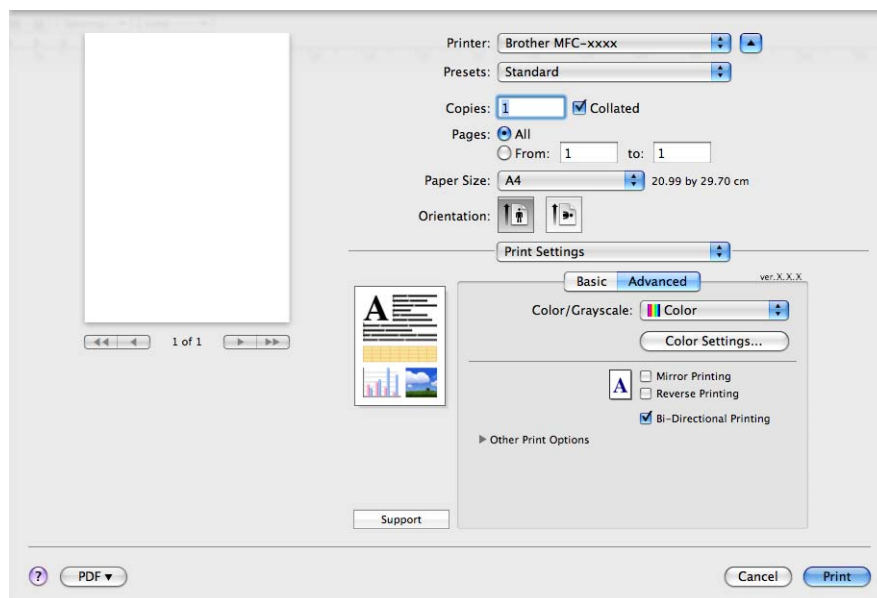 Printer: Brother MFC-xxxx
Presets: Standard
Copies: 1 Collated
Pages: All
From: 1 to: 1
Paper Size: A4 20.99 by 29.70 cm
Orientation:
Print Settings
Basic Advanced ver.X.X.X
A
Color/Grayscale: Color
Color Settings...
1 of 1
A
Mirror Printing
Reverse Printing
Bi-Directional Printing
Other Print Options
Support
? PDF
Cancel Print